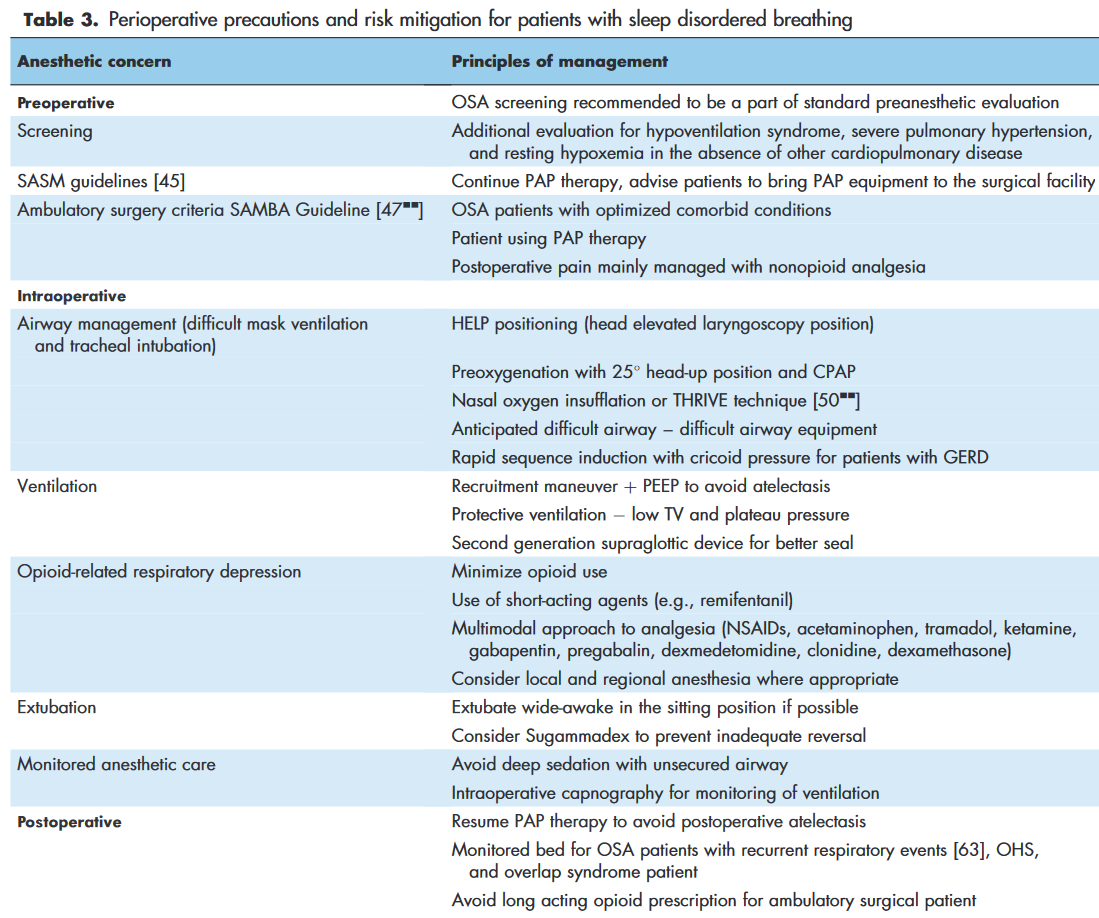 Table 3. Perioperative precautions and risk mitigation for patients with sleep disordered breathing
Anesthetic concern Principles of management
Preoperative OSA screening recommended to be a part of standard preanesthetic evaluation
Screening Additional evaluation for hypoventilation syndrome, severe pulmonary hypertension,
and resting hypoxemia in the absence of other cardiopulmonary disease
SASM guidelines [45] Continue PAP therapy, advise patients to bring PAP equipment to the surgical facility
Ambulatory surgery criteria SAMBA Guideline [47▪▪] OSA patients with optimized comorbid conditions
Patient using PAP therapy
Postoperative pain mainly managed with nonopioid analgesia
Intraoperative
Airway management (difficult mask ventilation HELP positioning (head elevated laryngoscopy position)
and tracheal intubation)
Preoxygenation with 25° head-up position and CPAP
Nasal oxygen insufflation or THRIVE technique [50▪▪]
Anticipated difficult airway – difficult airway equipment
Rapid sequence induction with cricoid pressure for patients with GERD
Ventilation Recruitment maneuver + PEEP to avoid atelectasis
Protective ventilation – low TV and plateau pressure
Second generation supraglottic device for better seal
Opioid-related respiratory depression Minimize opioid use
Use of short-acting agents (e.g., remifentanil)
Multimodal approach to analgesia (NSAIDs, acetaminophen, tramadol, ketamine,
gabapentin, pregabalin, dexmedetomidine, clonidine, dexamethasone)
Consider local and regional anesthesia where appropriate
Extubation Extubate wide-awake in the sitting position if possible
Consider Sugammadex to prevent inadequate reversal
Monitored anesthetic care Avoid deep sedation with unsecured airway
Intraoperative capnography for monitoring of ventilation
Postoperative Resume PAP therapy to avoid postoperative atelectasis
Monitored bed for OSA patients with recurrent respiratory events [63], OHS,
and overlap syndrome patient
Avoid long acting opioid prescription for ambulatory surgical patient